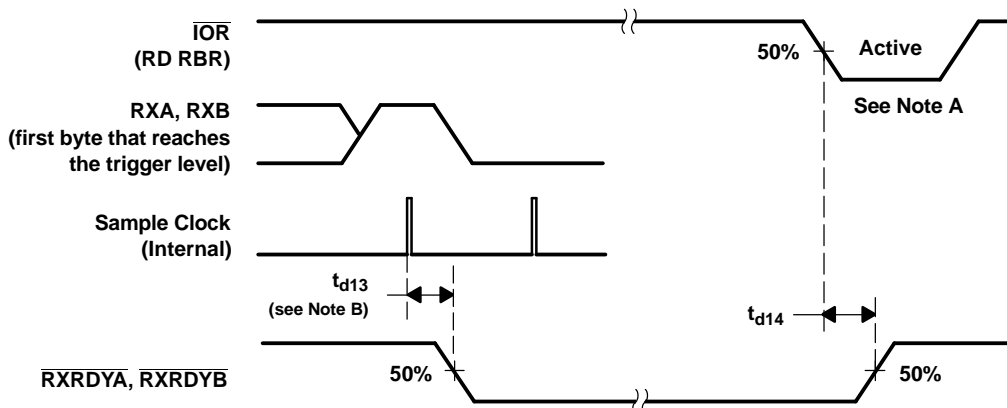 IOR
(RD RBR)
50%
Active
See Note A
RXA, RXB
(first byte that reaches
the trigger level)
Sample Clock
(Internal)
td13
(see Note B)
td14
RXRDYA, RXRDYB
50%
50%